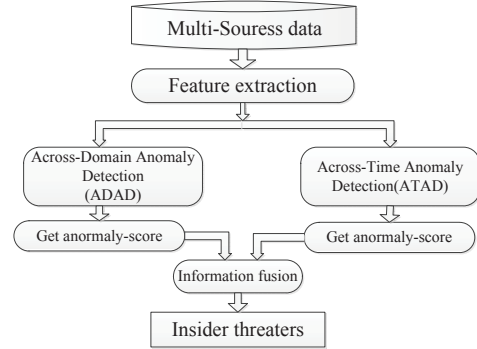 Multi-Souress data
Feature extraction
Across-Domain Anomaly
Detection
(ADAD)
Across-Time Anomaly
Detection(ATAD)
Get anormaly-score
Get anormaly-score
Information fusion
Insider threaters